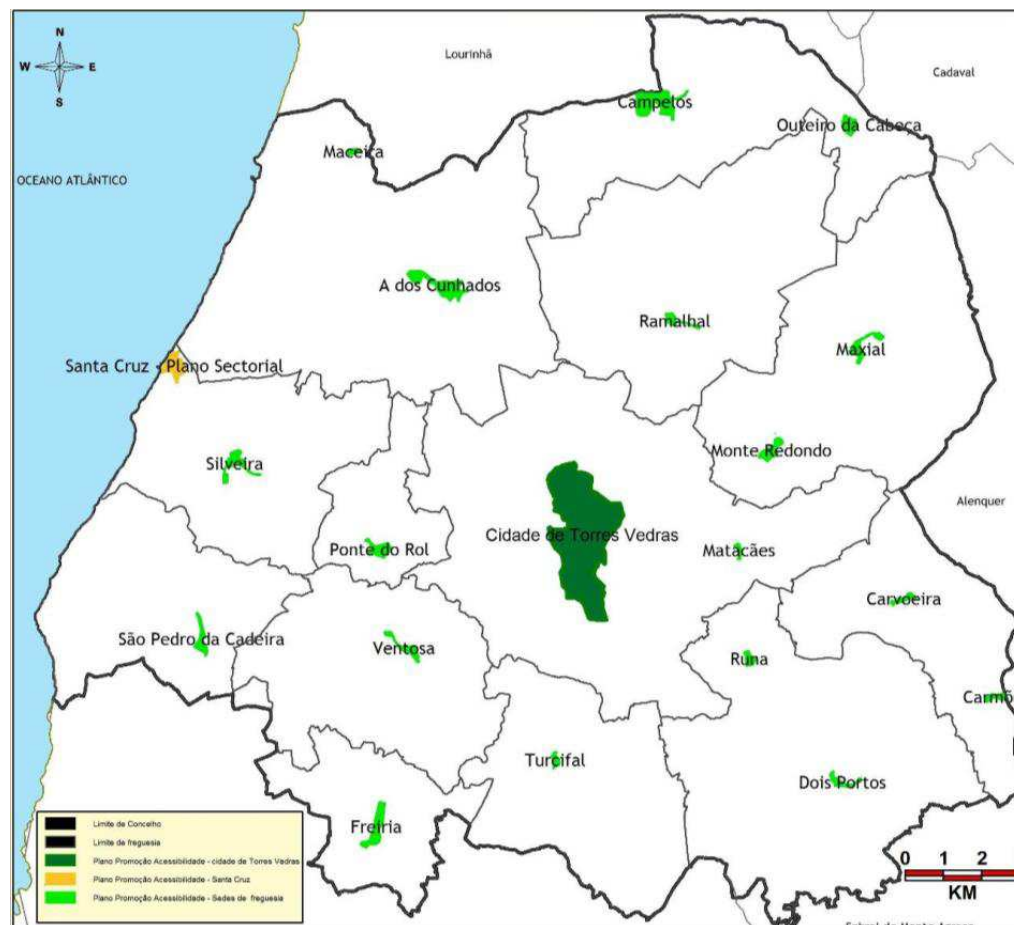 N
W E
S
Lourinhã
Cadaval
Campelos
Outeiro da Cabeça
Maceira
OCEANO ATLÂNTICO
A dos Cunhados
Ramalhal
Maxial
Santa Cruz - Plano Sectorial
Monte Redondo
Silveira
Alenquer
Cidade de Torres Vedras
Ponte do Rol
Matacães
Carvoeira
São Pedro da Cadeira
Ventosa
Runa
Carmõ
Turcifal
Dois Portos
Freiria
Limite de Concelho
Limite de freguesia
Plano Promoção Acessibilidade - cidade de Torres Vedras
Plano Promoção Acessibilidade - Santa Cruz
Plano Promoção Acessibilidade - Sedes de freguesia
0 1 2
KM